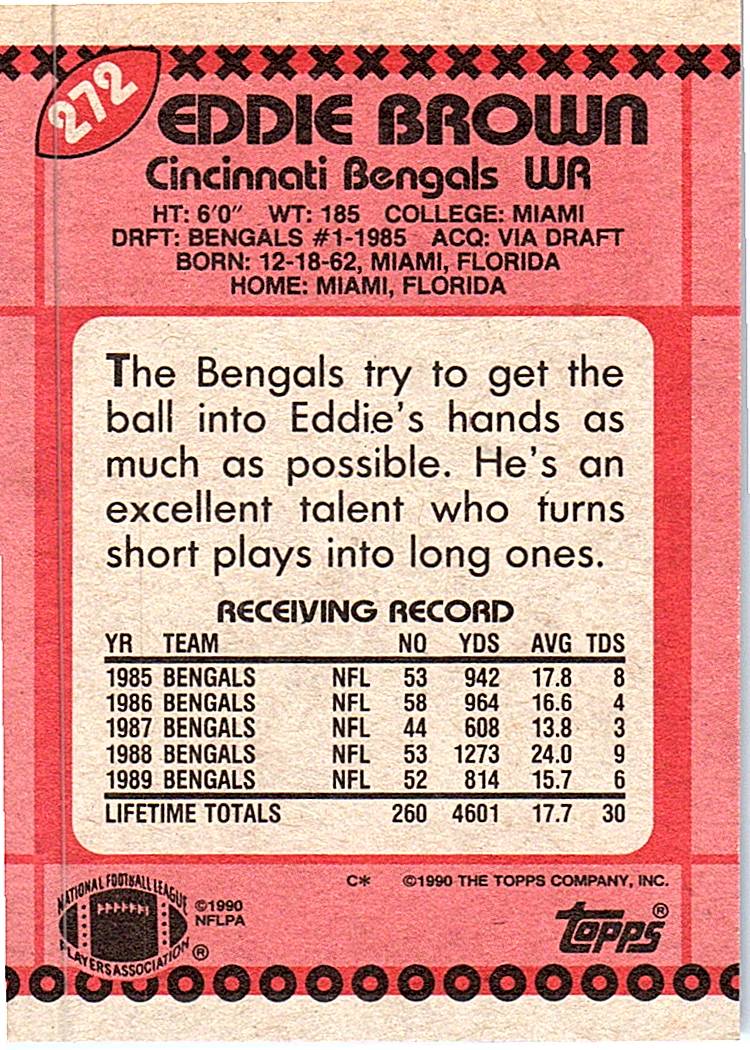 272
EDDIE BROWN
Cincinnati Bengals WR
HT: 6'0" WT: 185 COLLEGE: MIAMI
DRFT: BENGALS #1-1985 ACQ: VIA DRAFT
BORN: 12-18-62, MIAMI, FLORIDA
HOME: MIAMI, FLORIDA
The Bengals try to get the
ball into Eddie's hands as
much as possible. He's an
excellent talent who turns
short plays into long ones.
RECEIVING RECORD
YR TEAM NO YDS AVG TDS
1985 BENGALS NFL 53 942 17.8 8
1986 BENGALS NFL 58 964 16.6 4
1987 BENGALS NFL 44 608 13.8 3
1988 BENGALS NFL 53 1273 24.0 9
1989 BENGALS NFL 52 814 15.7 6
LIFETIME TOTALS 260 4601 17.7 30
C* ©1990 THE TOPPS COMPANY, INC.
NATIONAL FOOTBALL LEAGUE
PLAYERS ASSOCIATION ®
©1990
NFLPA
topps ®